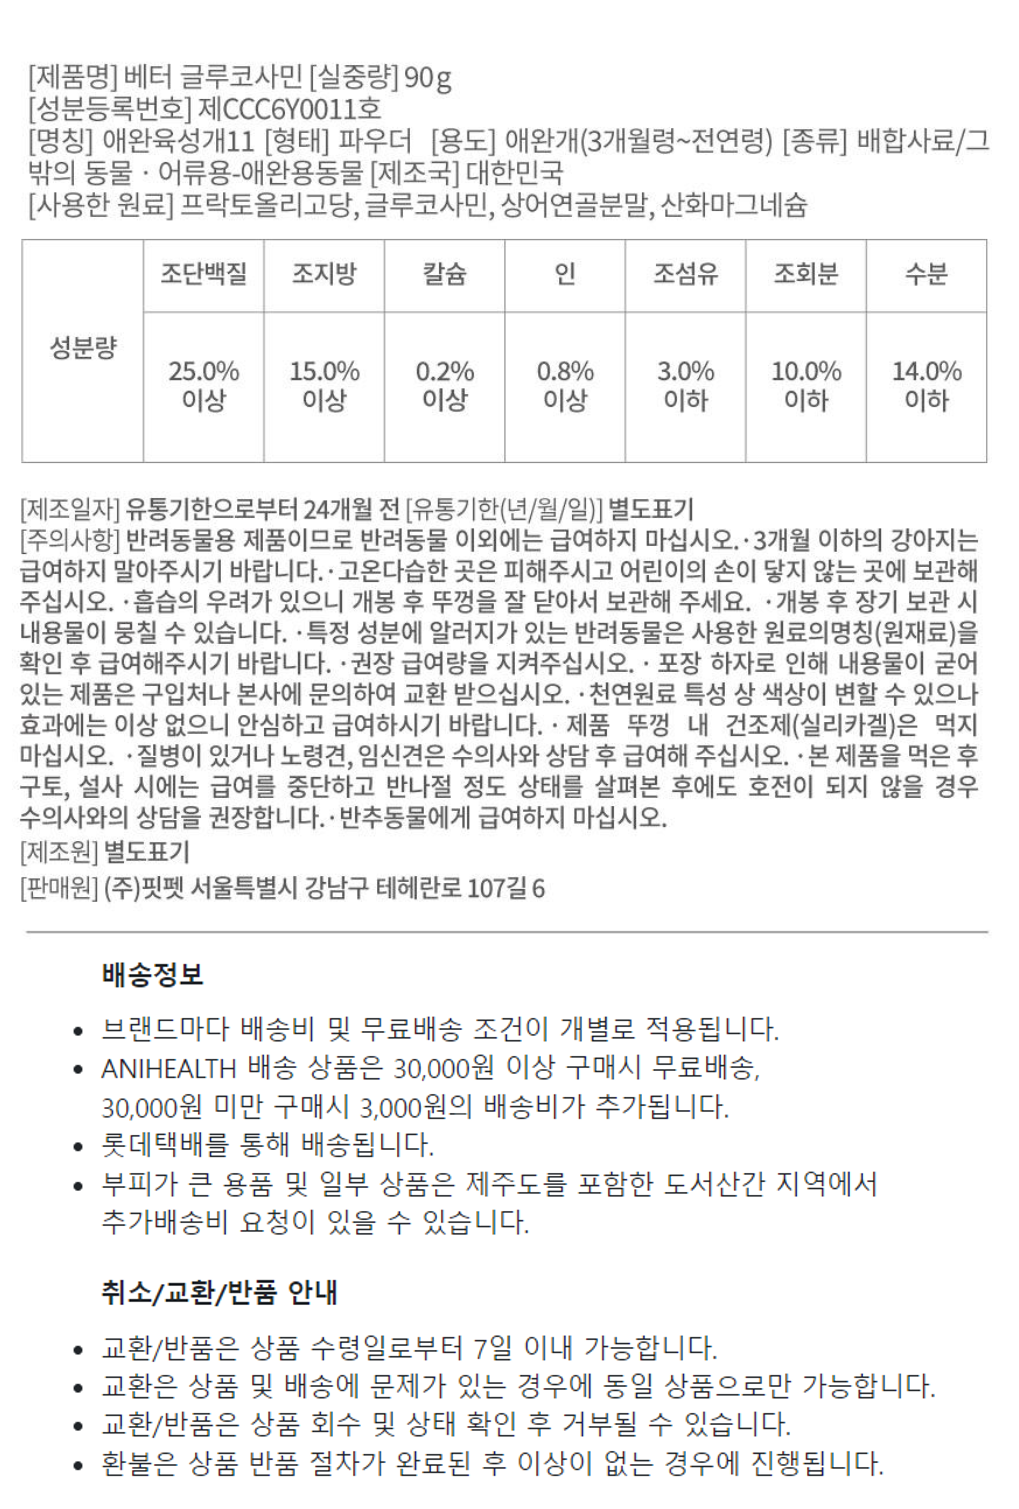 [제품명] 베터 글루코사민 [실중량] 90g
[성분등록번호] 제CCC6Y0011호
[명칭] 애완육성개11 [형태] 파우더 [용도] 애완개(3개월령~전연령) [종류] 배합사료/그
밖의 동물 · 어류용-애완용동물 [제조국] 대한민국
[사용한 원료] 프락토올리고당, 글루코사민, 상어연골분말, 산화마그네슘
조단백질 조지방 칼슘 인 조섬유 조회분 수분
성분량
25.0% 15.0% 0.2% 0.8% 3.0% 10.0% 14.0%
이상 이상 이상 이상 이하 이하 이하
[제조일자] 유통기한으로부터 24개월 전 [유통기한(년/월/일)] 별도표기
[주의사항] 반려동물용 제품이므로 반려동물 이외에는 급여하지 마십시오.·3개월 이하의 강아지는
급여하지 말아주시기 바랍니다.·고온다습한 곳은 피해주시고 어린이의 손이 닿지 않는 곳에 보관해
주십시오. ·흡습의 우려가 있으니 개봉 후 뚜껑을 잘 닫아서 보관해 주세요. ·개봉 후 장기 보관 시
내용물이 뭉칠 수 있습니다. ·특정 성분에 알러지가 있는 반려동물은 사용한 원료의명칭(원재료)을
확인 후 급여해주시기 바랍니다. ·권장 급여량을 지켜주십시오. · 포장 하자로 인해 내용물이 굳어
있는 제품은 구입처나 본사에 문의하여 교환 받으십시오. ·천연원료 특성 상 색상이 변할 수 있으나
효과에는 이상 없으니 안심하고 급여하시기 바랍니다. · 제품 뚜껑 내 건조제(실리카겔)은 먹지
마십시오. ·질병이 있거나 노령견, 임신견은 수의사와 상담 후 급여해 주십시오. ·본 제품을 먹은 후
구토, 설사 시에는 급여를 중단하고 반나절 정도 상태를 살펴본 후에도 호전이 되지 않을 경우
수의사와의 상담을 권장합니다.·반추동물에게 급여하지 마십시오.
[제조원] 별도표기
[판매원] (주)핏펫 서울특별시 강남구 테헤란로 107길 6
배송정보
• 브랜드마다 배송비 및 무료배송 조건이 개별로 적용됩니다.
• ANIHEALTH 배송 상품은 30,000원 이상 구매시 무료배송,
30,000원 미만 구매시 3,000원의 배송비가 추가됩니다.
• 롯데택배를 통해 배송됩니다.
• 부피가 큰 용품 및 일부 상품은 제주도를 포함한 도서산간 지역에서
추가배송비 요청이 있을 수 있습니다.
취소/교환/반품 안내
• 교환/반품은 상품 수령일로부터 7일 이내 가능합니다.
• 교환은 상품 및 배송에 문제가 있는 경우에 동일 상품으로만 가능합니다.
• 교환/반품은 상품 회수 및 상태 확인 후 거부될 수 있습니다.
• 환불은 상품 반품 절차가 완료된 후 이상이 없는 경우에 진행됩니다.